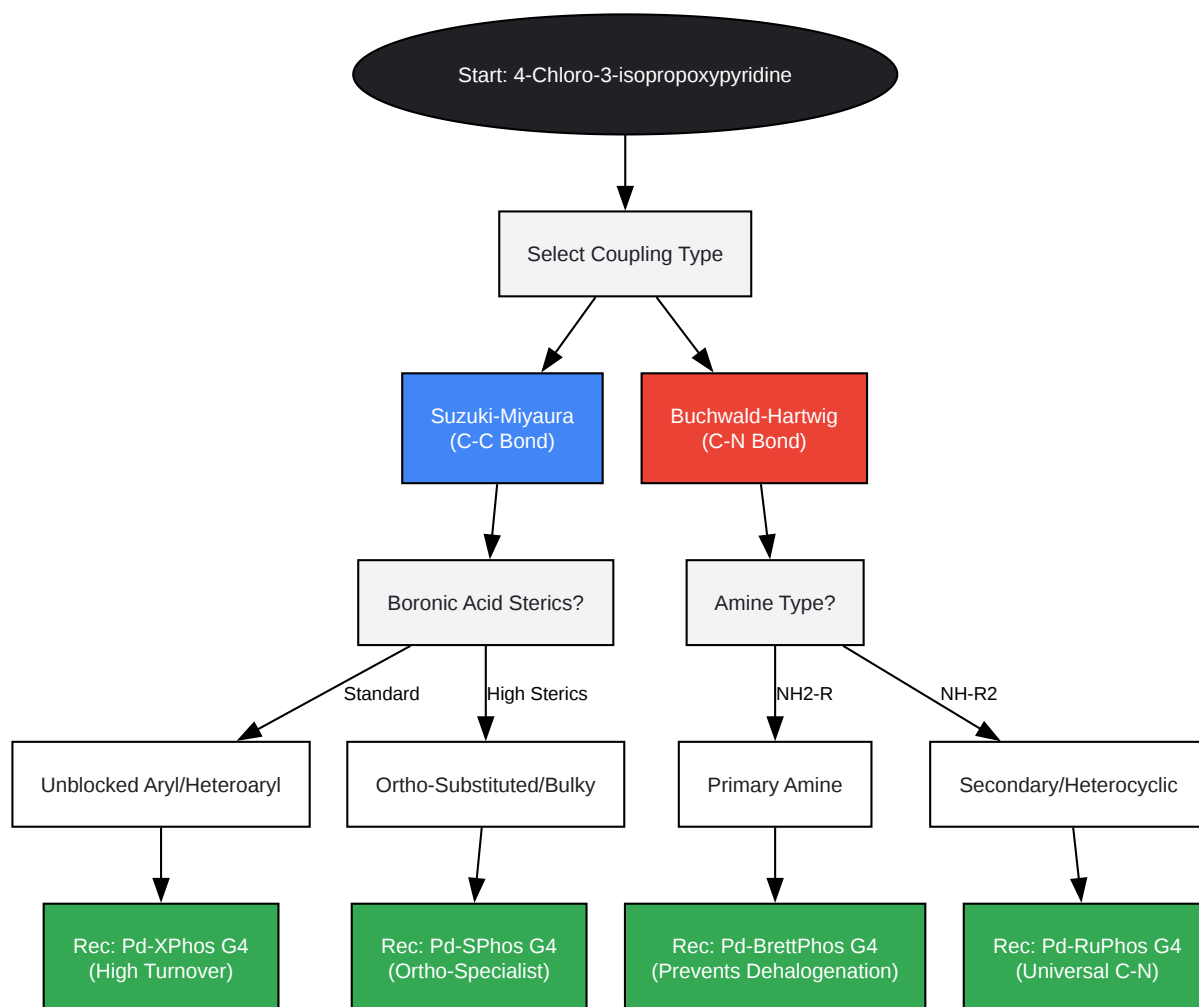 Start: 4-Chloro-3-isopropoxypyridine
Select Coupling Type
Suzuki-Miyaura
(C-C Bond)
Buchwald-Hartwig
(C-N Bond)
Boronic Acid Sterics?
Amine Type?
Standard
High Sterics
NH2-R
NH-R2
Unblocked Aryl/Heteroaryl
Ortho-Substituted/Bulky
Primary Amine
Secondary/Heterocyclic
Rec: Pd-XPhos G4
(High Turnover)
Rec: Pd-SPhos G4
(Ortho-Specialist)
Rec: Pd-BrettPhos G4
(Prevents Dehalogenation)
Rec: Pd-RuPhos G4
(Universal C-N)